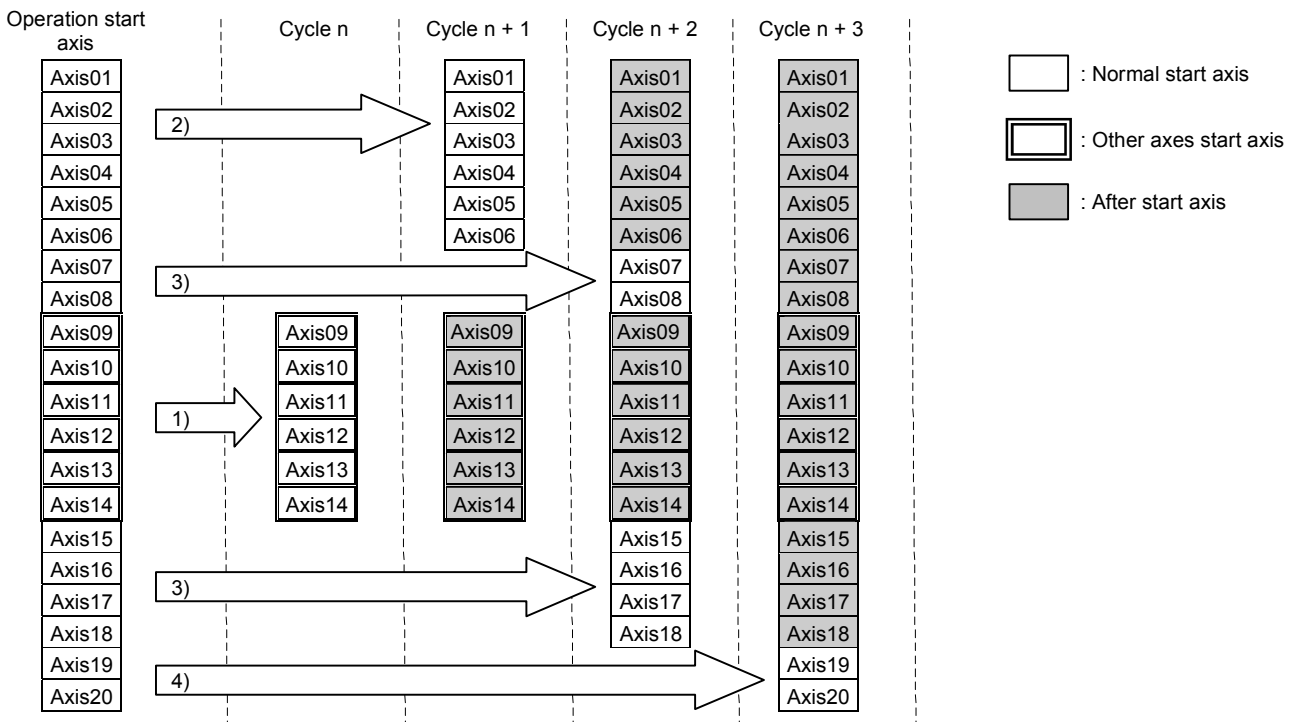 Operation start
axis
Cycle n
Cycle n + 1
Cycle n + 2
Cycle n + 3
Axis01 Axis01 Axis01 Axis01
Axis02 Axis02 Axis02 Axis02
2)
Axis03 Axis03 Axis03 Axis03
Axis04 Axis04 Axis04 Axis04
Axis05 Axis05 Axis05 Axis05
Axis06 Axis06 Axis06 Axis06
Axis07 Axis07 Axis07
3)
Axis08 Axis08 Axis08
Axis09 Axis09 Axis09 Axis09 Axis09
Axis10 Axis10 Axis10 Axis10 Axis10
Axis11 Axis11 Axis11 Axis11 Axis11
1)
Axis12 Axis12 Axis12 Axis12 Axis12
Axis13 Axis13 Axis13 Axis13 Axis13
Axis14 Axis14 Axis14 Axis14 Axis14
Axis15 Axis15 Axis15
Axis16 Axis16 Axis16
3)
Axis17 Axis17 Axis17
Axis18 Axis18 Axis18
Axis19 Axis19
4)
Axis20 Axis20
: Normal start axis
: Other axes start axis
: After start axis